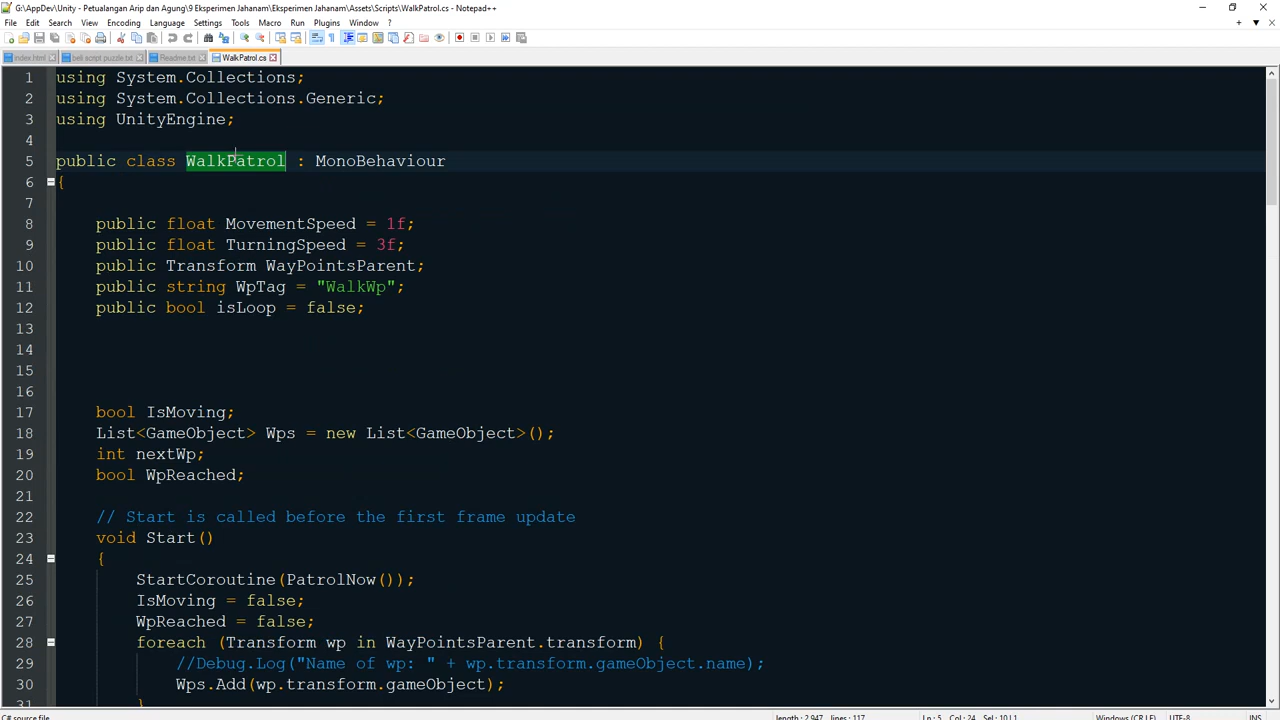 G:\AppDev\Unity - Petualangan Arip dan Agung\9 Eksperimen Jahanam\Eksperimen Jahanam\Assets\Scripts\WalkPatrol.cs - Notepad++
File Edit Search View Encoding Language Settings Tools Macro Run Plugins Window ?
index.html beli script puzzle.txt Readme.txt WalkPatrol.cs
1 using System.Collections;
2 using System.Collections.Generic;
3 using UnityEngine;
4
5 public class WalkPatrol : MonoBehaviour
6 {
7
8 public float MovementSpeed = 1f;
9 public float TurningSpeed = 3f;
10 public Transform WayPointsParent;
11 public string WpTag = "WalkWp";
12 public bool isLoop = false;
13
14
15
16
17 bool IsMoving;
18 List<GameObject> Wps = new List<GameObject>();
19 int nextWp;
20 bool WpReached;
21
22 // Start is called before the first frame update
23 void Start()
24 {
25 StartCoroutine(PatrolNow());
26 IsMoving = false;
27 WpReached = false;
28 foreach (Transform wp in WayPointsParent.transform) {
29 //Debug.Log("Name of wp: " + wp.transform.gameObject.name);
30 Wps.Add(wp.transform.gameObject);
31 }
C# source file length : 2,947 lines : 117 Ln : 5 Col : 24 Sel : 10 | 1 Windows (CR LF) UTF-8 INS